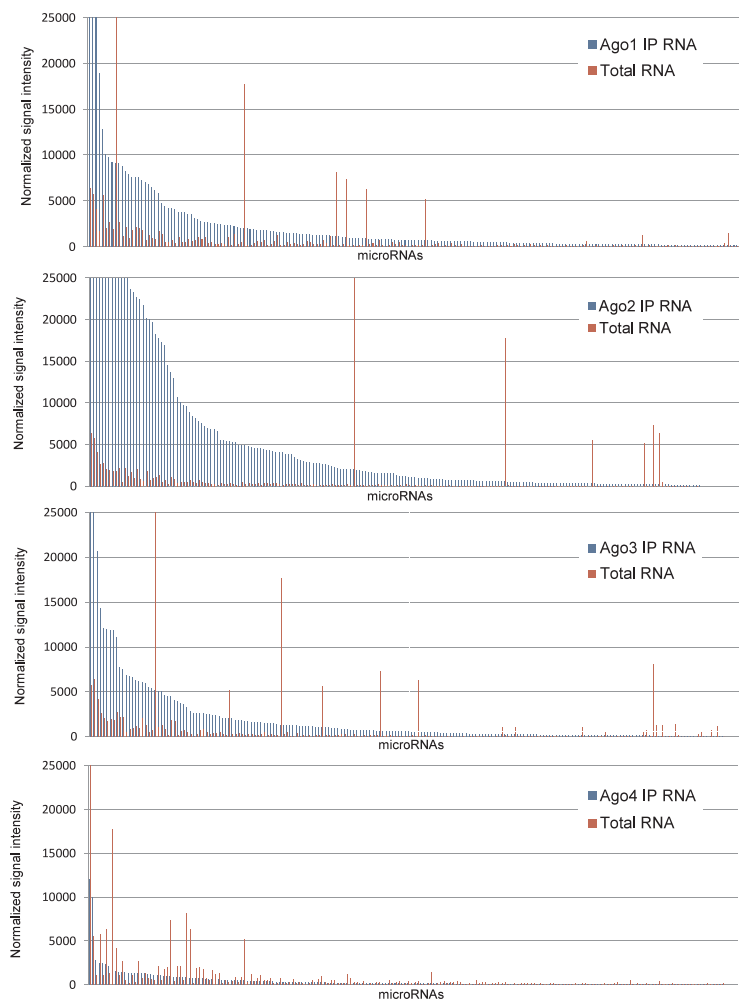 25000
20000
15000
10000
5000
0
Normalized signal intensity
Ago1 IP RNA
Total RNA
microRNAs
25000
20000
15000
10000
5000
0
Normalized signal intensity
Ago2 IP RNA
Total RNA
microRNAs
25000
20000
15000
10000
5000
0
Normalized signal intensity
Ago3 IP RNA
Total RNA
microRNAs
25000
20000
15000
10000
5000
0
Normalized signal intensity
Ago4 IP RNA
Total RNA
microRNAs